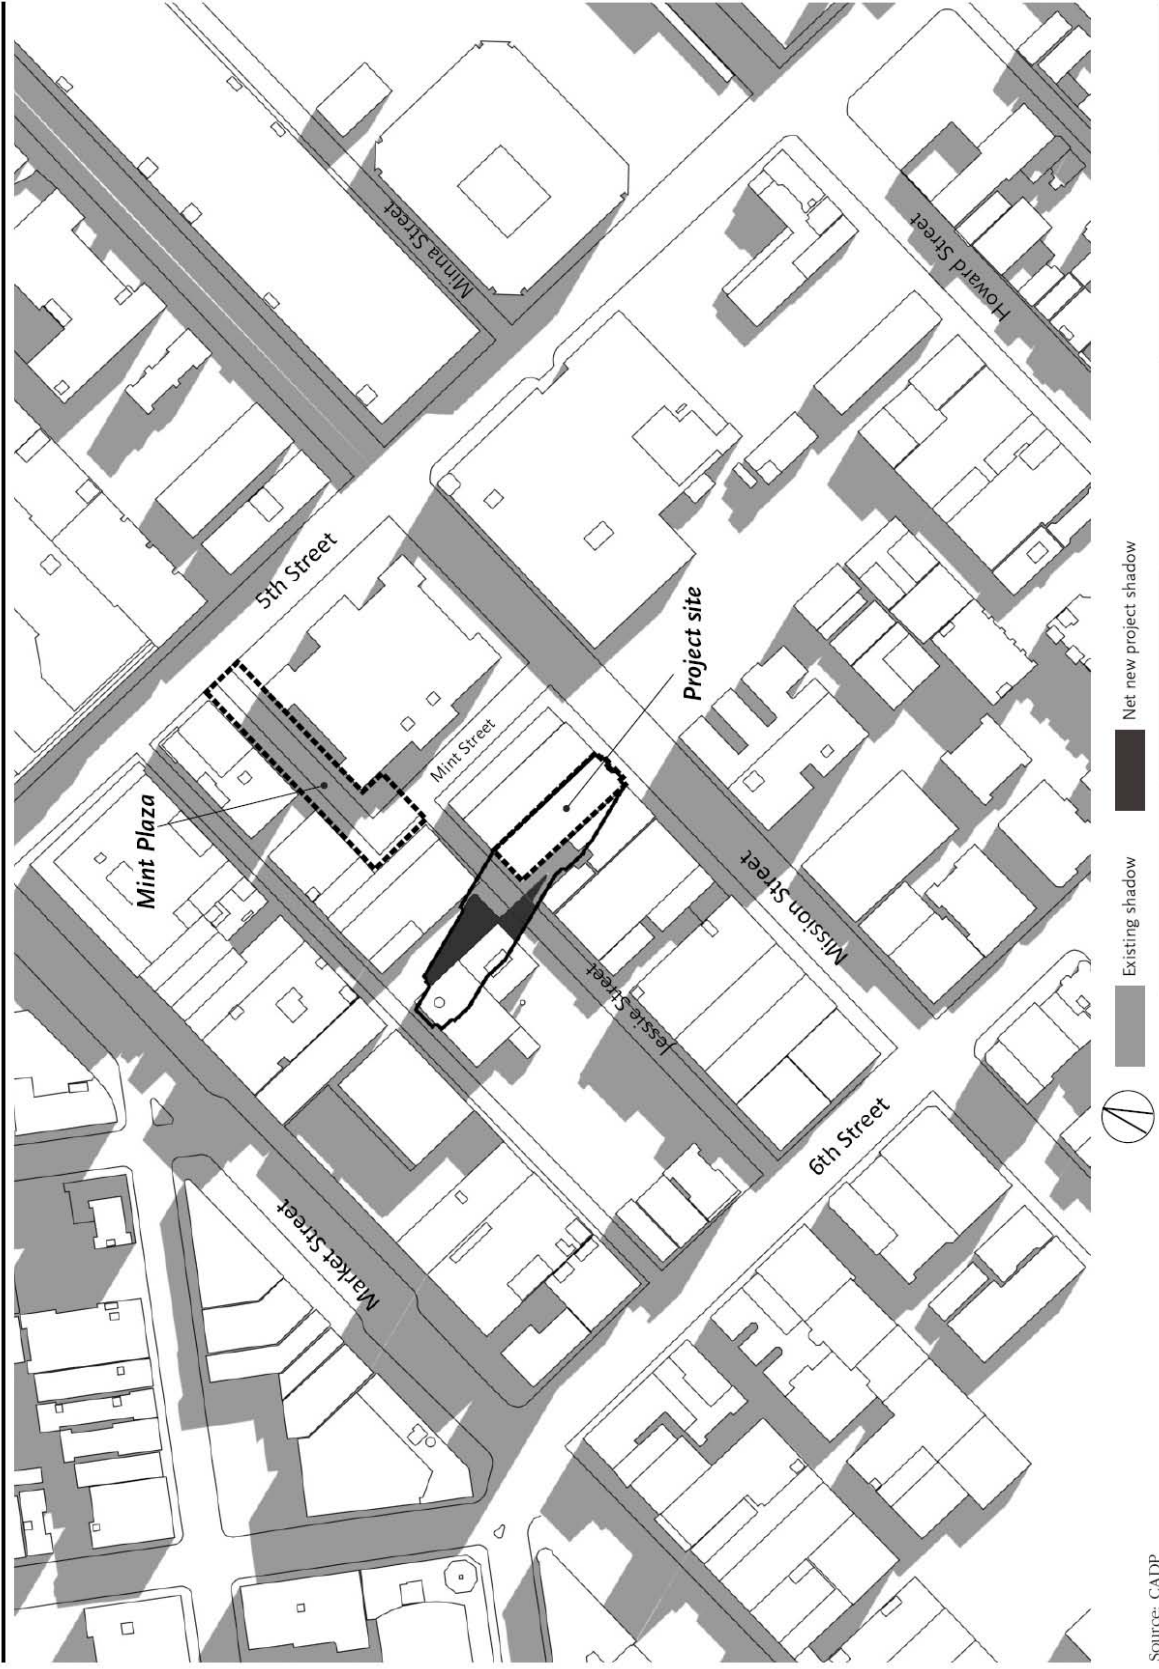 Minna Street
Howard Street
5th Street
Mint Plaza
Mint Street
Project site
Mission Street
Jessie Street
Market Street
6th Street
Existing shadow
Net new project shadow
Source: CADP